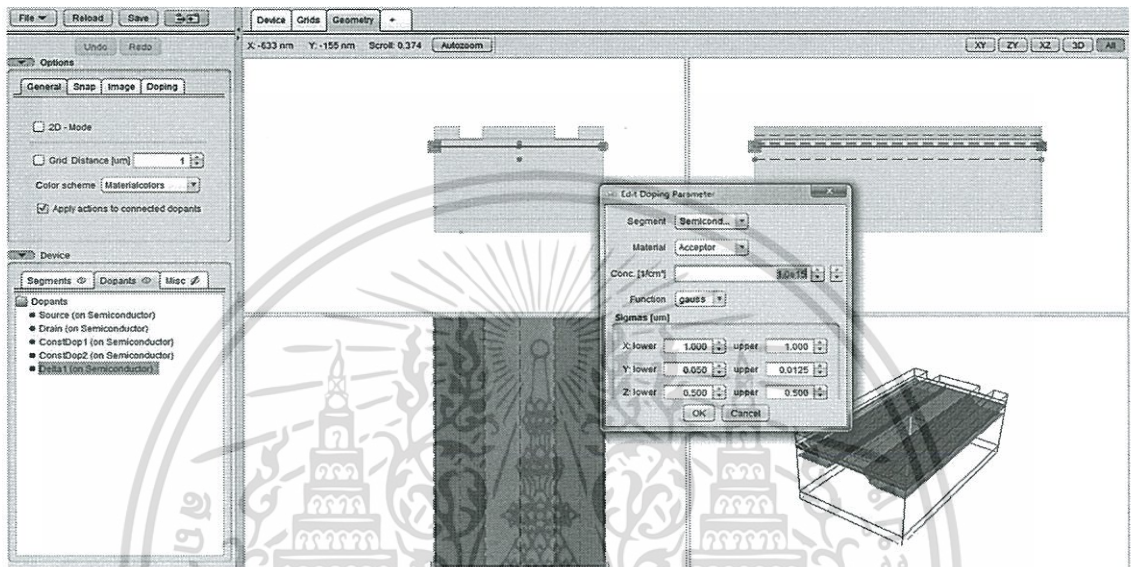 File Reload Save
Device Grids Geometry +
Undo Redo
X: -633 nm Y: -155 nm Scroll: 0.374 Autozoom
XY ZY XZ 3D All
Options
General Snap Image Doping
2D - Mode
Grid Distance [um] 1
Color scheme Materialcolors
Apply actions to connected dopants
Device
Segments Dopants Misc
Dopants
Source (on Semiconductor)
Drain (on Semiconductor)
ConstDop1 (on Semiconductor)
ConstDop2 (on Semiconductor)
Delta1 (on Semiconductor)
Edit Doping Parameter
Segment Semicond...
Material Acceptor
Conc. [1/cm³] 1.0e15
Function gauss
Sigmas [um]
X: lower 1.000 upper 1.000
Y: lower 0.050 upper 0.0125
Z: lower 0.500 upper 0.500
OK Cancel